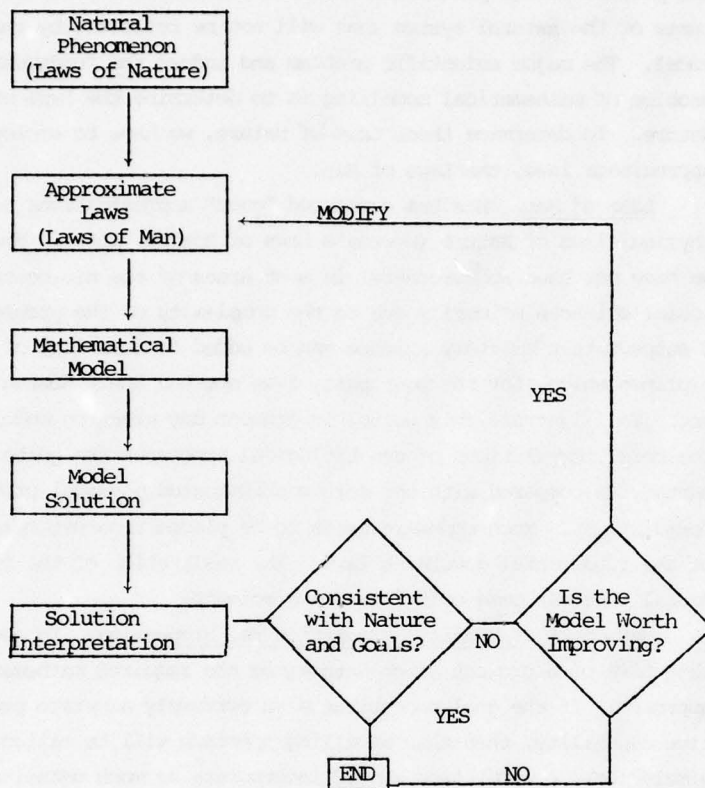 Natural
Phenomenon
(Laws of Nature)
Approximate
Laws
(Laws of Man)
MODIFY
Mathematical
Model
YES
Model
Solution
Solution
Interpretation
Consistent
with Nature
and Goals?
NO
Is the
Model Worth
Improving?
YES
END
NO